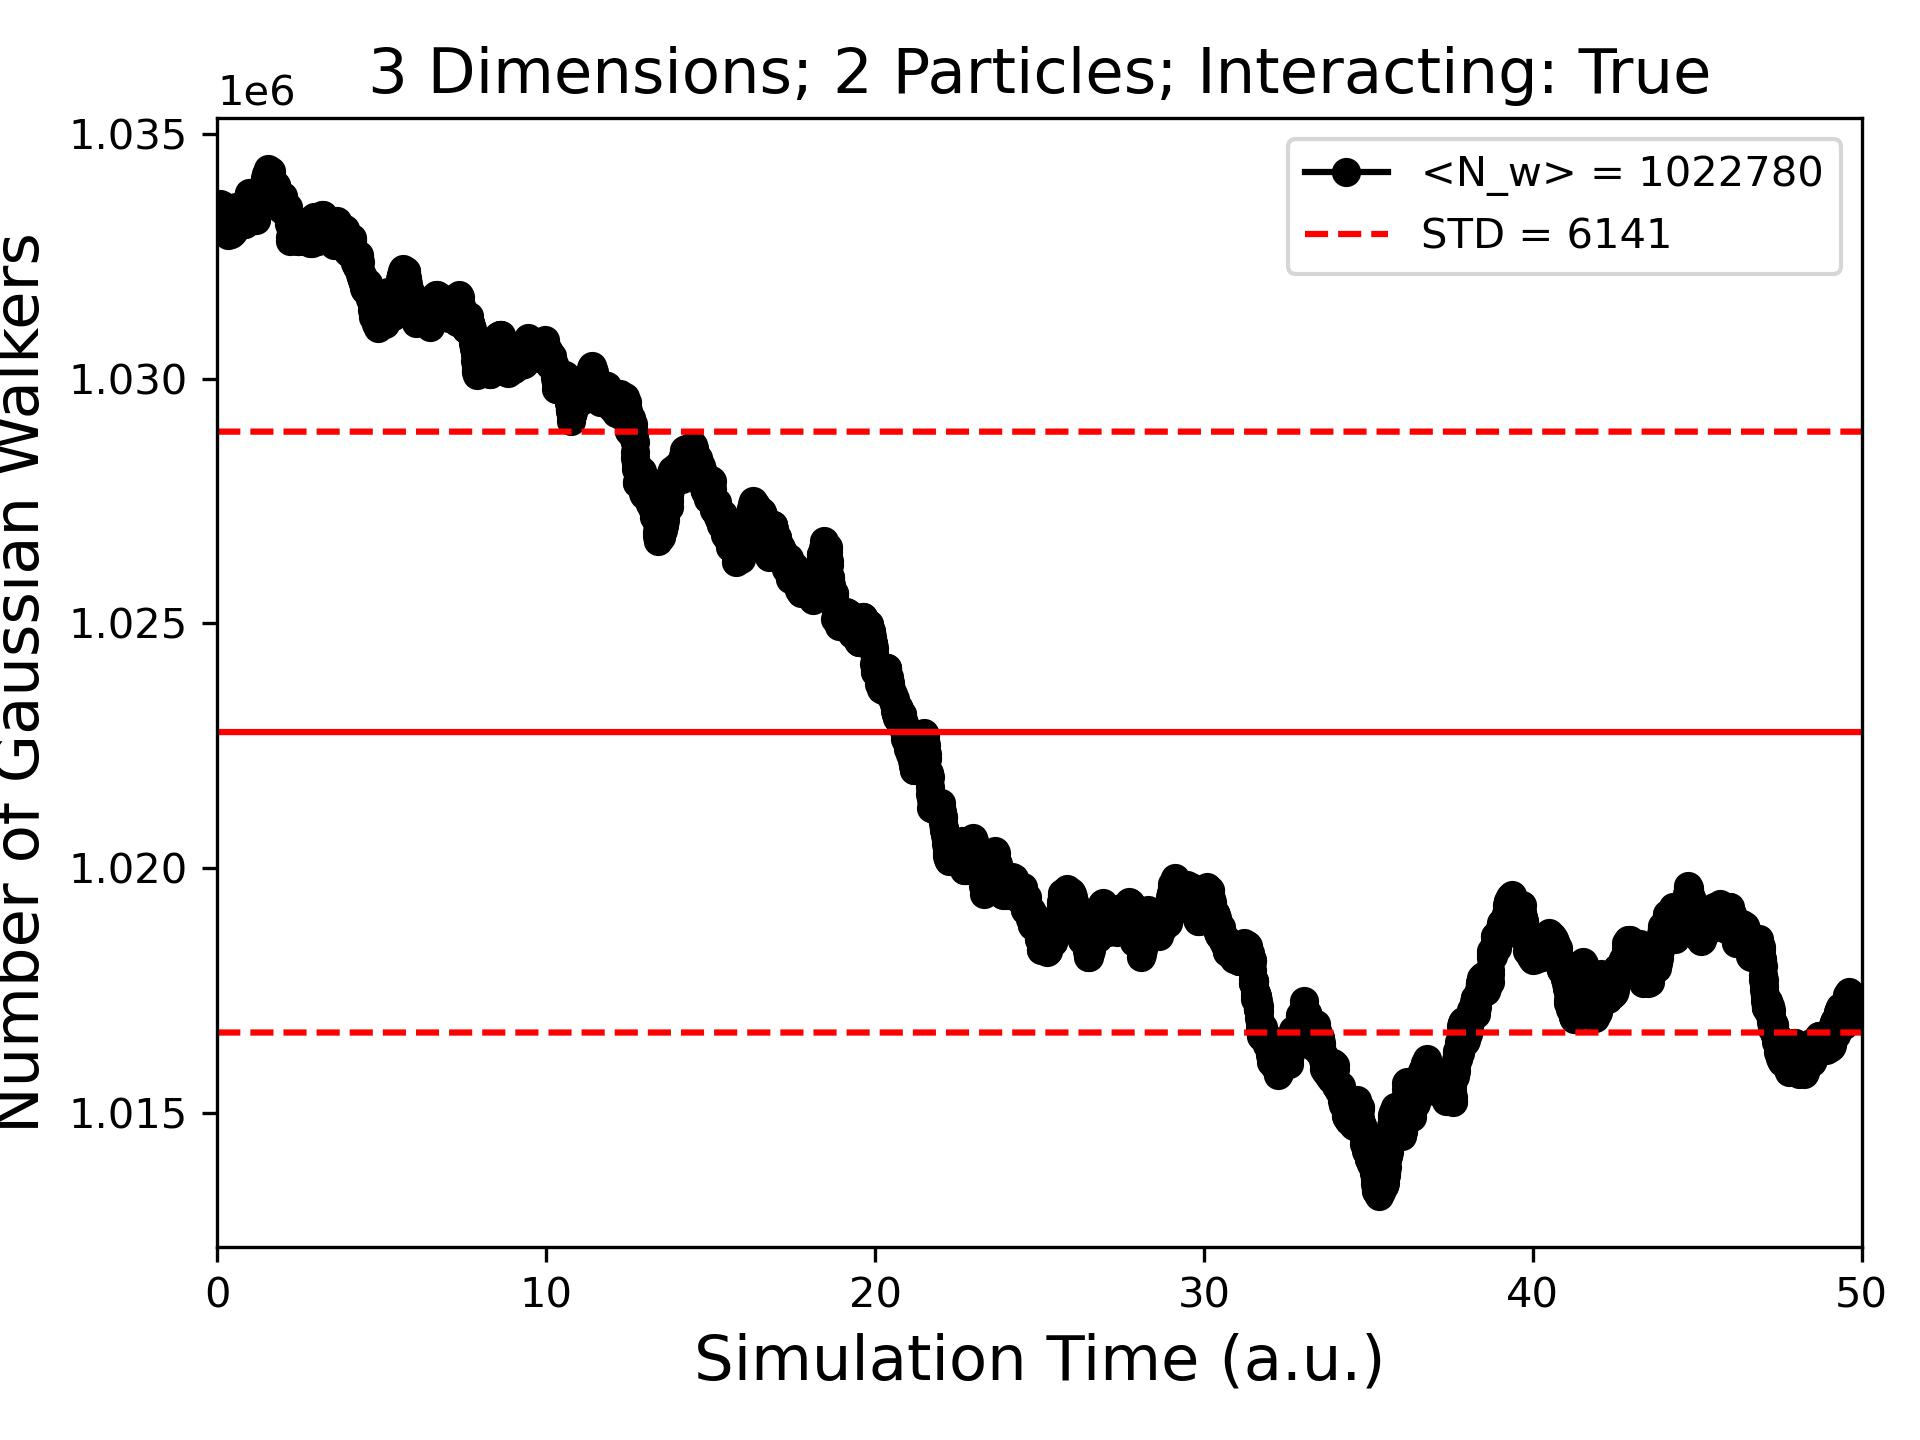 3 Dimensions; 2 Particles; Interacting: True
1e6
<N_w> = 1022780
STD = 6141
1.035
1.030
1.025
1.020
1.015
Number of Gaussian Walkers
0 10 20 30 40 50
Simulation Time (a.u.)